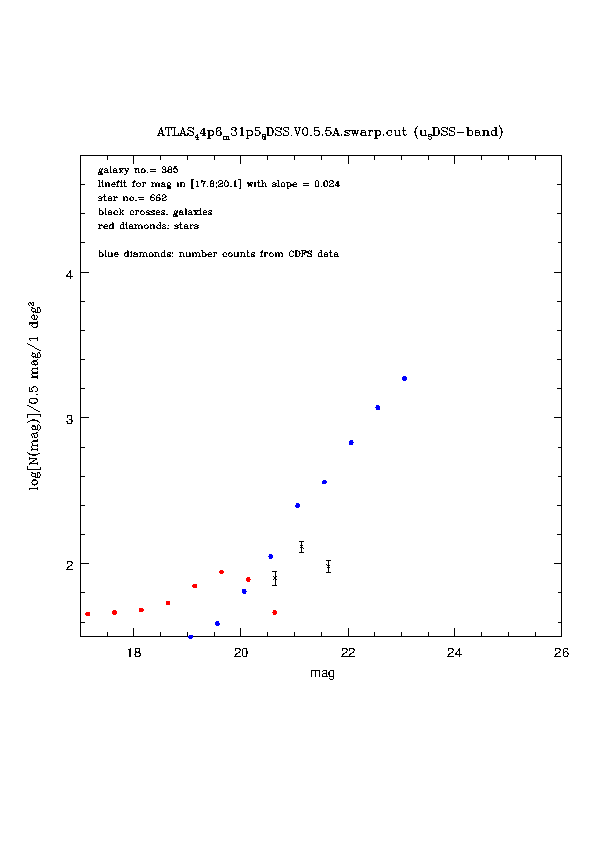 ATLAS₄4p6ₘ31p5ᵤDSS.V0.5.5A.swarp.cut (uₛDSS−band)
galaxy no.= 385
linefit for mag in [17.8;20.1] with slope = 0.024
star no.= 662
black crosses: galaxies
red diamonds: stars
blue diamonds: number counts from CDFS data
log[N(mag)]/0.5 mag/1 deg²
4
3
2
18 20 22 24 26
mag